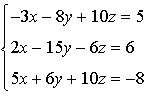 -3x - 8y + 10z = 5
2x - 15y - 6z = 6
5x + 6y + 10z = -8